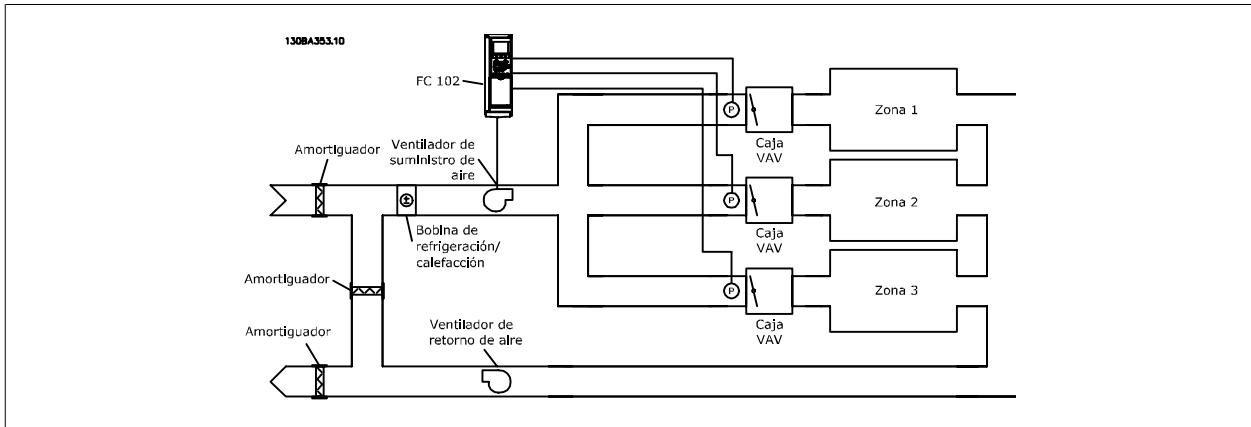 130BA353.10
FC 102
Amortiguador
Ventilador de
suministro de
aire
Bobina de
refrigeración/
calefacción
Amortiguador
Amortiguador
Ventilador de
retorno de aire
P
Caja
VAV
Zona 1
P
Caja
VAV
Zona 2
P
Caja
VAV
Zona 3